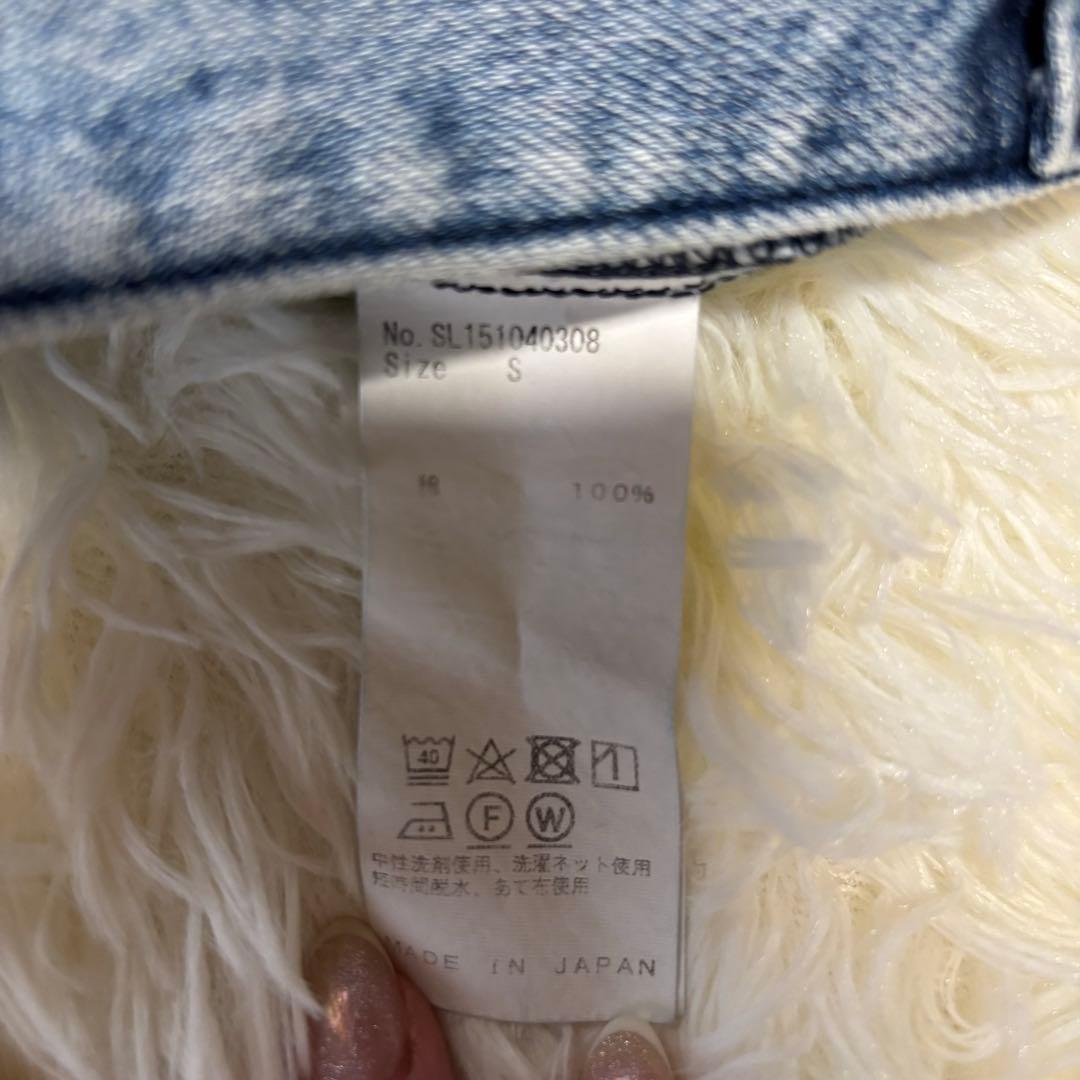 No. SL151040308
Size S
綿 100%
40
F W
中性洗剤使用、洗濯ネット使用
短時間脱水、あて布使用
MADE IN JAPAN